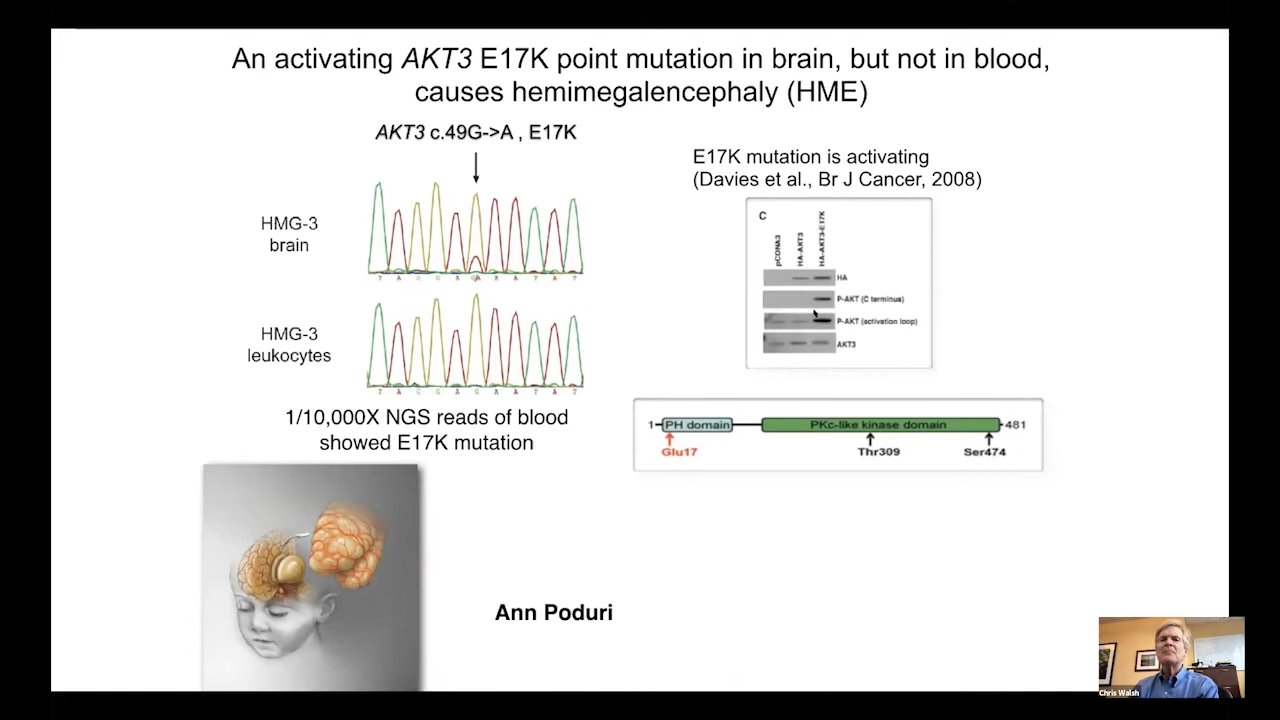 An activating AKT3 E17K point mutation in brain, but not in blood,
causes hemimegalencephaly (HME)
AKT3 c.49G->A , E17K
HMG-3
brain
HMG-3
leukocytes
1/10,000X NGS reads of blood
showed E17K mutation
E17K mutation is activating
(Davies et al., Br J Cancer, 2008)
C
pCDNA3
HA-AKT3
HA-AKT3-E17K
HA
P-AKT (C terminus)
P-AKT (activation loop)
AKT3
1 PH domain PKc-like kinase domain 481
Glu17 Thr309 Ser474
Ann Poduri
Chris Walsh